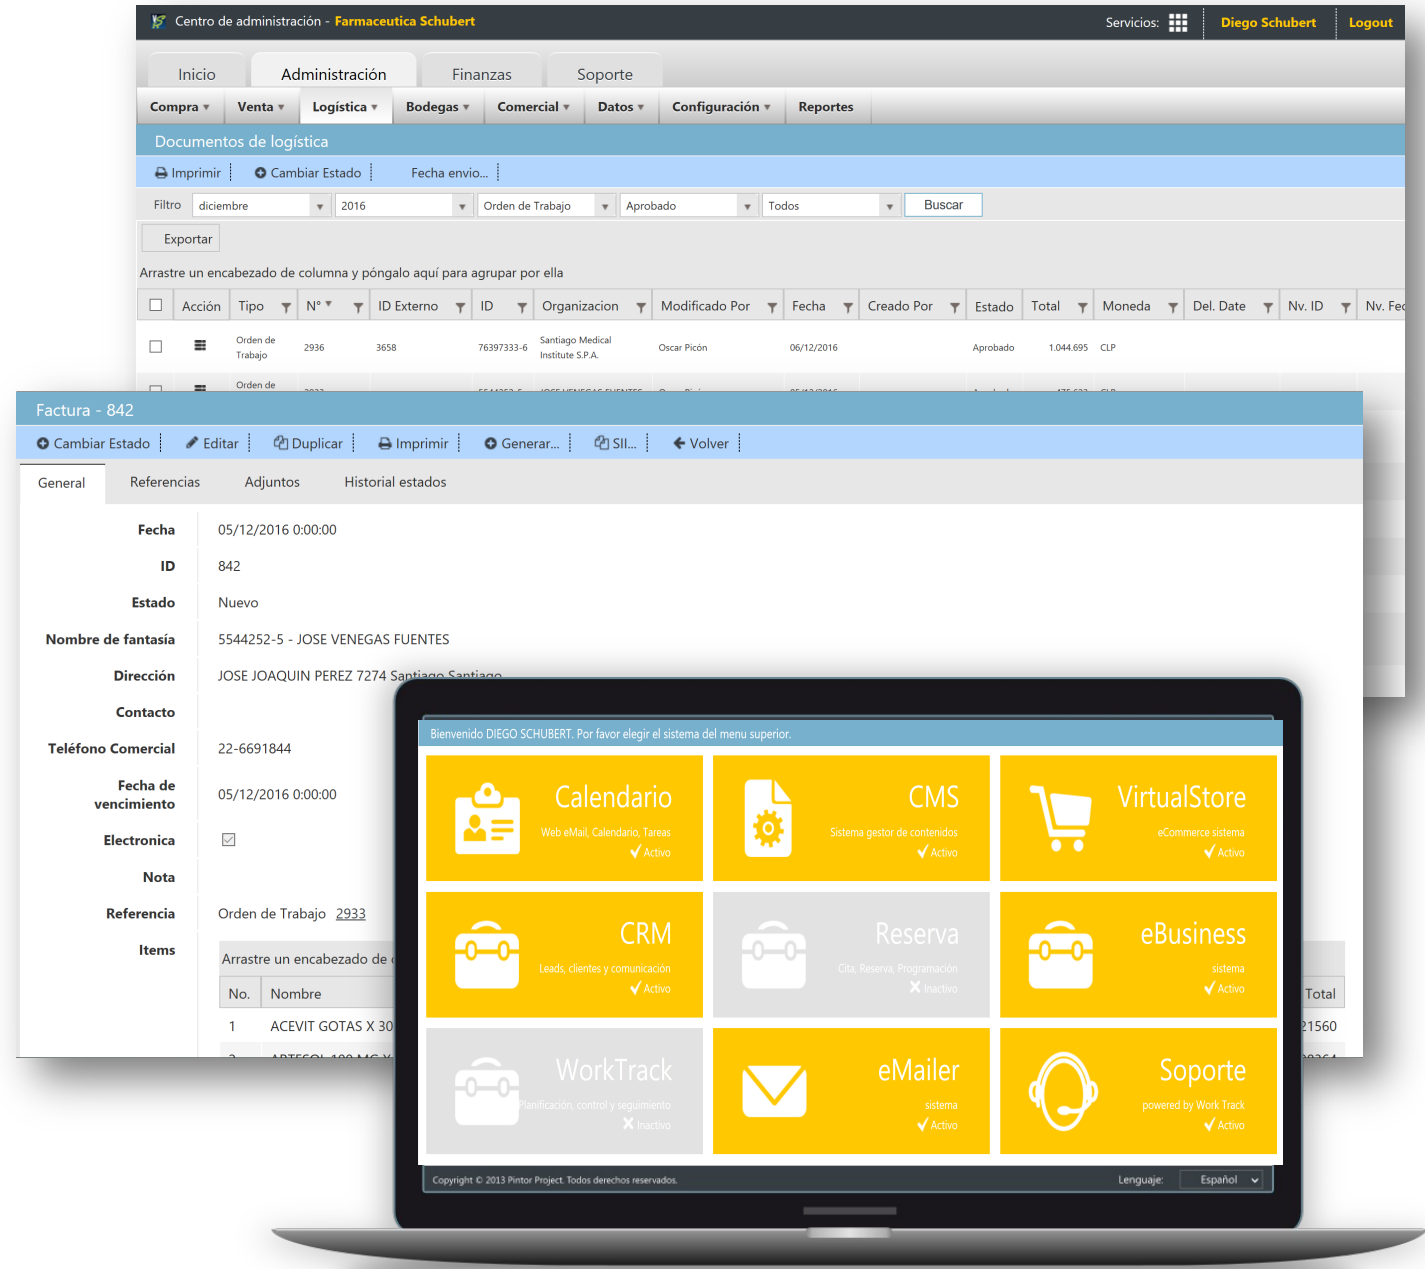 Centro de administración - Farmaceutica Schubert Servicios: Diego Schubert Logout
Inicio Administración Finanzas Soporte
Compra Venta Logística Bodegas Comercial Datos Configuración Reportes
Documentos de logística
Imprimir Cambiar Estado Fecha envio...
Filtro diciembre 2016 Orden de Trabajo Aprobado Todos Buscar
Exportar
Arrastre un encabezado de columna y póngalo aquí para agrupar por ella
Acción Tipo N° ID Externo ID Organizacion Modificado Por Fecha Creado Por Estado Total Moneda Del. Date Nv. ID Nv. Fec
Orden de Trabajo 2936 3658 76397333-6 Santiago Medical Institute S.P.A. Oscar Picón 06/12/2016 Aprobado 1.044.695 CLP
Orden de
Factura - 842
Cambiar Estado Editar Duplicar Imprimir Generar... SII... Volver
General Referencias Adjuntos Historial estados
Fecha 05/12/2016 0:00:00
ID 842
Estado Nuevo
Nombre de fantasía 5544252-5 - JOSE VENEGAS FUENTES
Dirección JOSE JOAQUIN PEREZ 7274 Santiago Santiago
Contacto
Teléfono Comercial 22-6691844
Fecha de vencimiento 05/12/2016 0:00:00
Electronica
Nota
Referencia Orden de Trabajo 2933
Items Arrastre un encabezado de
No. Nombre Total
1 ACEVIT GOTAS X 30 21560
Bienvenido DIEGO SCHUBERT. Por favor elegir el sistema del menu superior.
Calendario
Web eMail, Calendario, Tareas
Activo
CMS
Sistema gestor de contenidos
Activo
VirtualStore
eCommerce sistema
Activo
CRM
Leads, clientes y comunicación
Activo
Reserva
Cita, Reserva, Programación
Inactivo
eBusiness
sistema
Activo
WorkTrack
Planificación, control y seguimiento
Inactivo
eMailer
sistema
Activo
Soporte
powered by Work Track
Activo
Copyright © 2013 Pintor Project. Todos derechos reservados. Lenguaje: Español